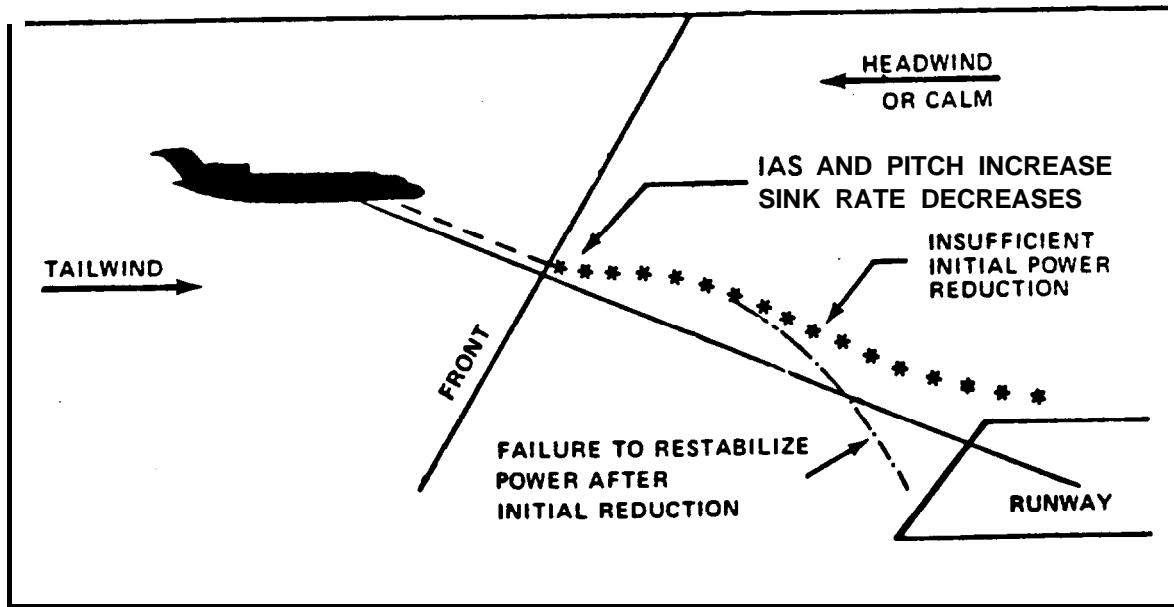 HEADWIND
OR CALM
IAS AND PITCH INCREASE
SINK RATE DECREASES
INSUFFICIENT
INITIAL POWER
REDUCTION
TAILWIND
FRONT
FAILURE TO RESTABILIZE
POWER AFTER
INITIAL REDUCTION
RUNWAY